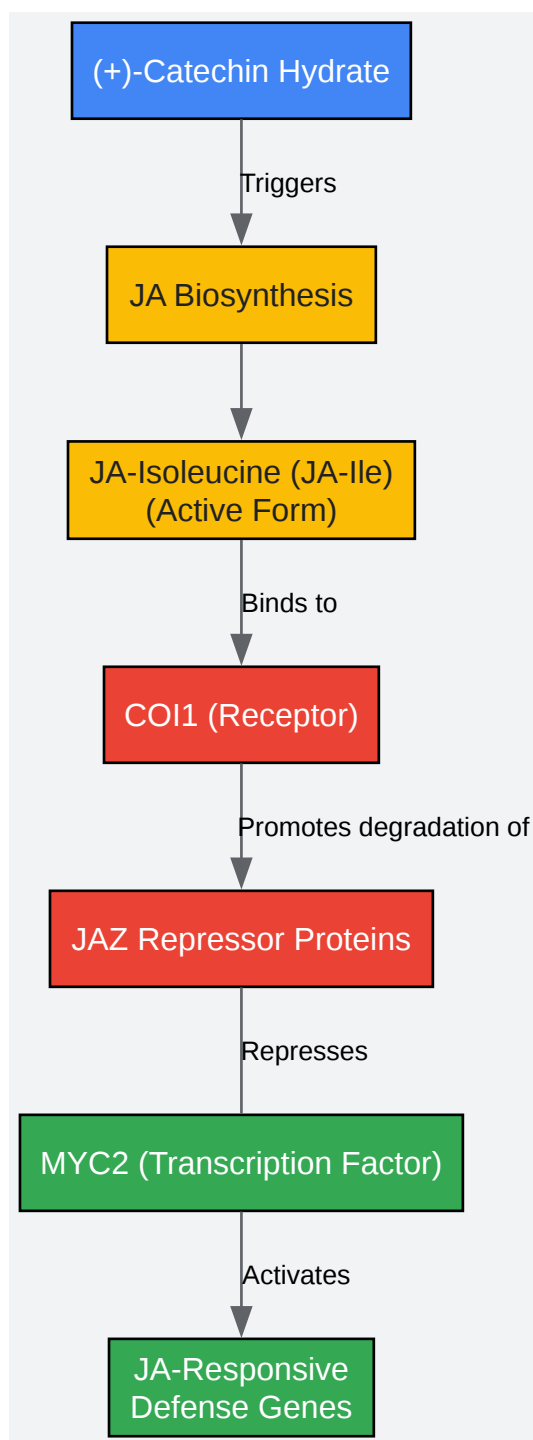 (+)-Catechin Hydrate
Triggers
JA Biosynthesis
JA-Isoleucine (JA-Ile)
(Active Form)
Binds to
COI1 (Receptor)
Promotes degradation of
JAZ Repressor Proteins
Represses
MYC2 (Transcription Factor)
Activates
JA-Responsive
Defense Genes